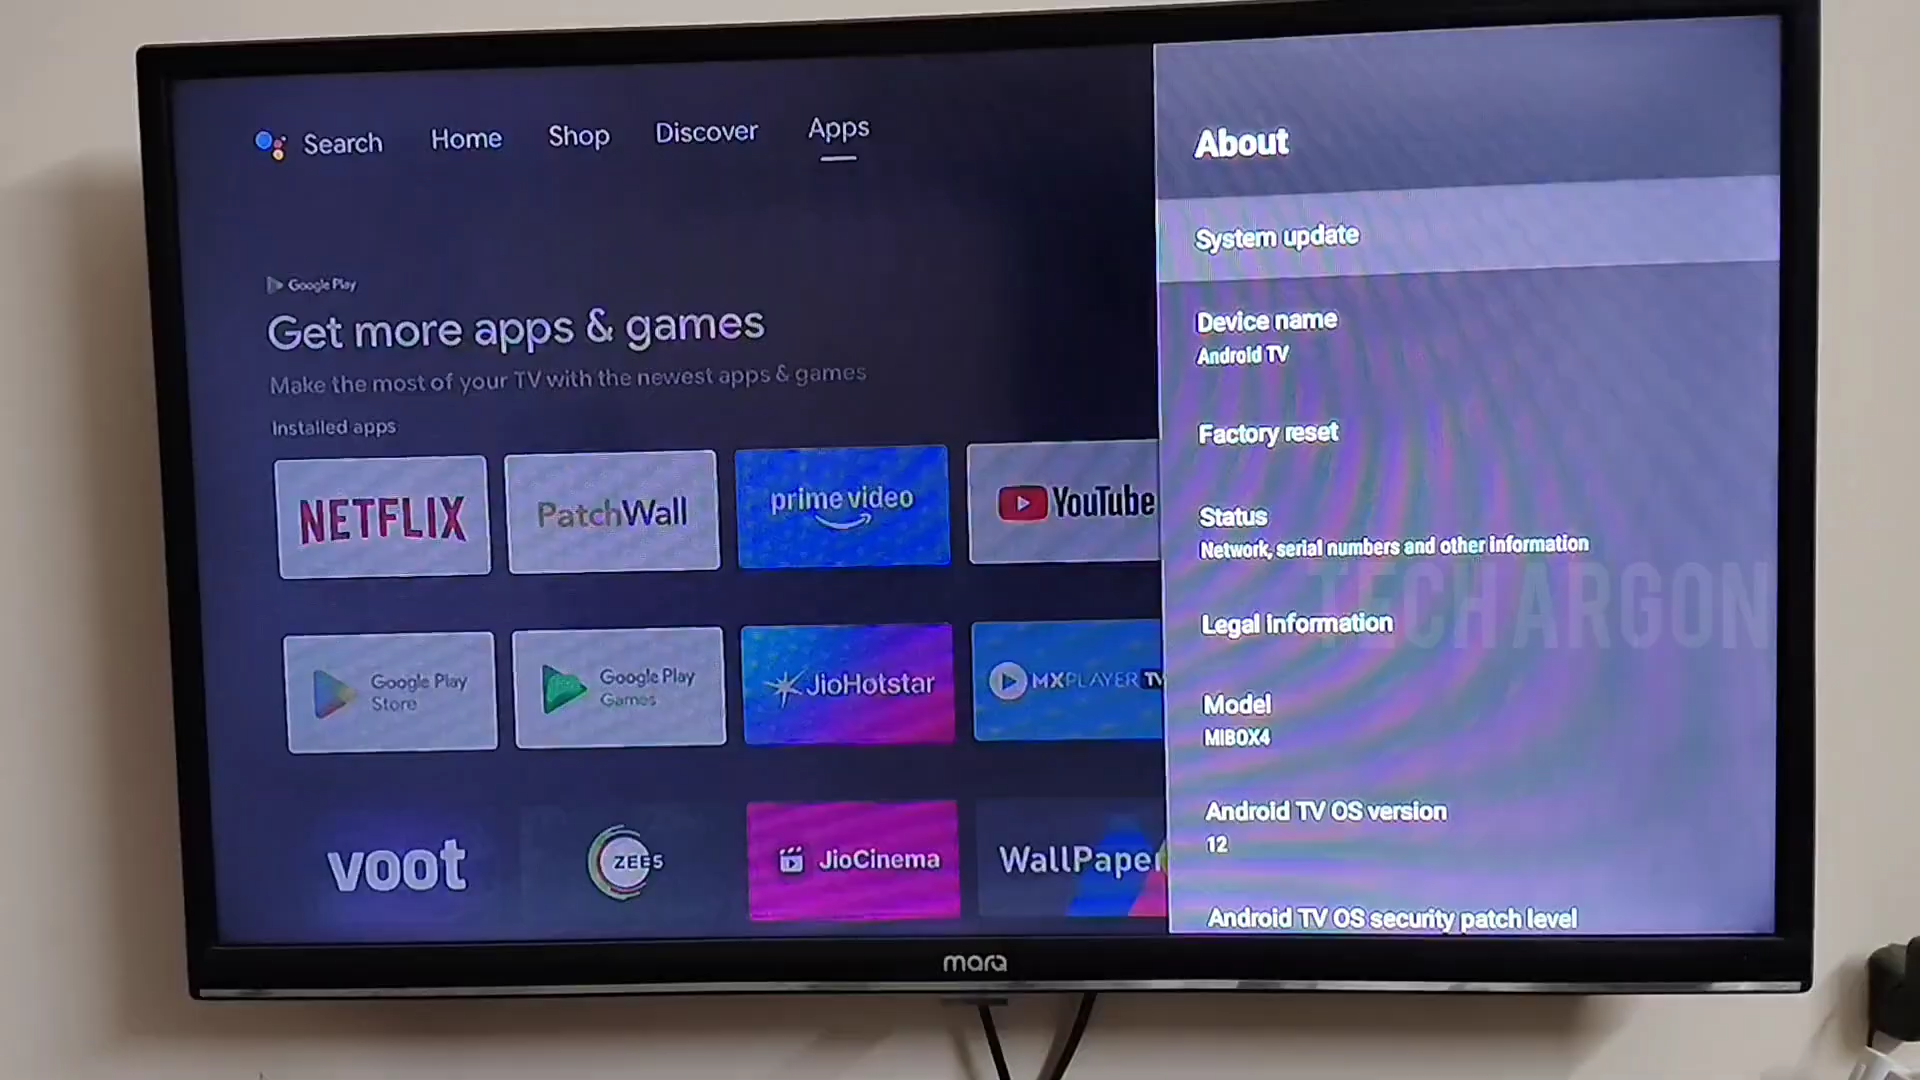 Search Home Shop Discover Apps
Google Play
Get more apps & games
Make the most of your TV with the newest apps & games
Installed apps
NETFLIX
PatchWall
prime video
YouTube
Google Play
Store
Google Play
Games
JioHotstar
MXPLAYER TV
voot
ZEE5
JioCinema
WallPaper
About
System update
Device name
Android TV
Factory reset
Status
Network, serial numbers and other information
Legal information
Model
MIBOX4
Android TV OS version
12
Android TV OS security patch level
TECH ARGON
marq